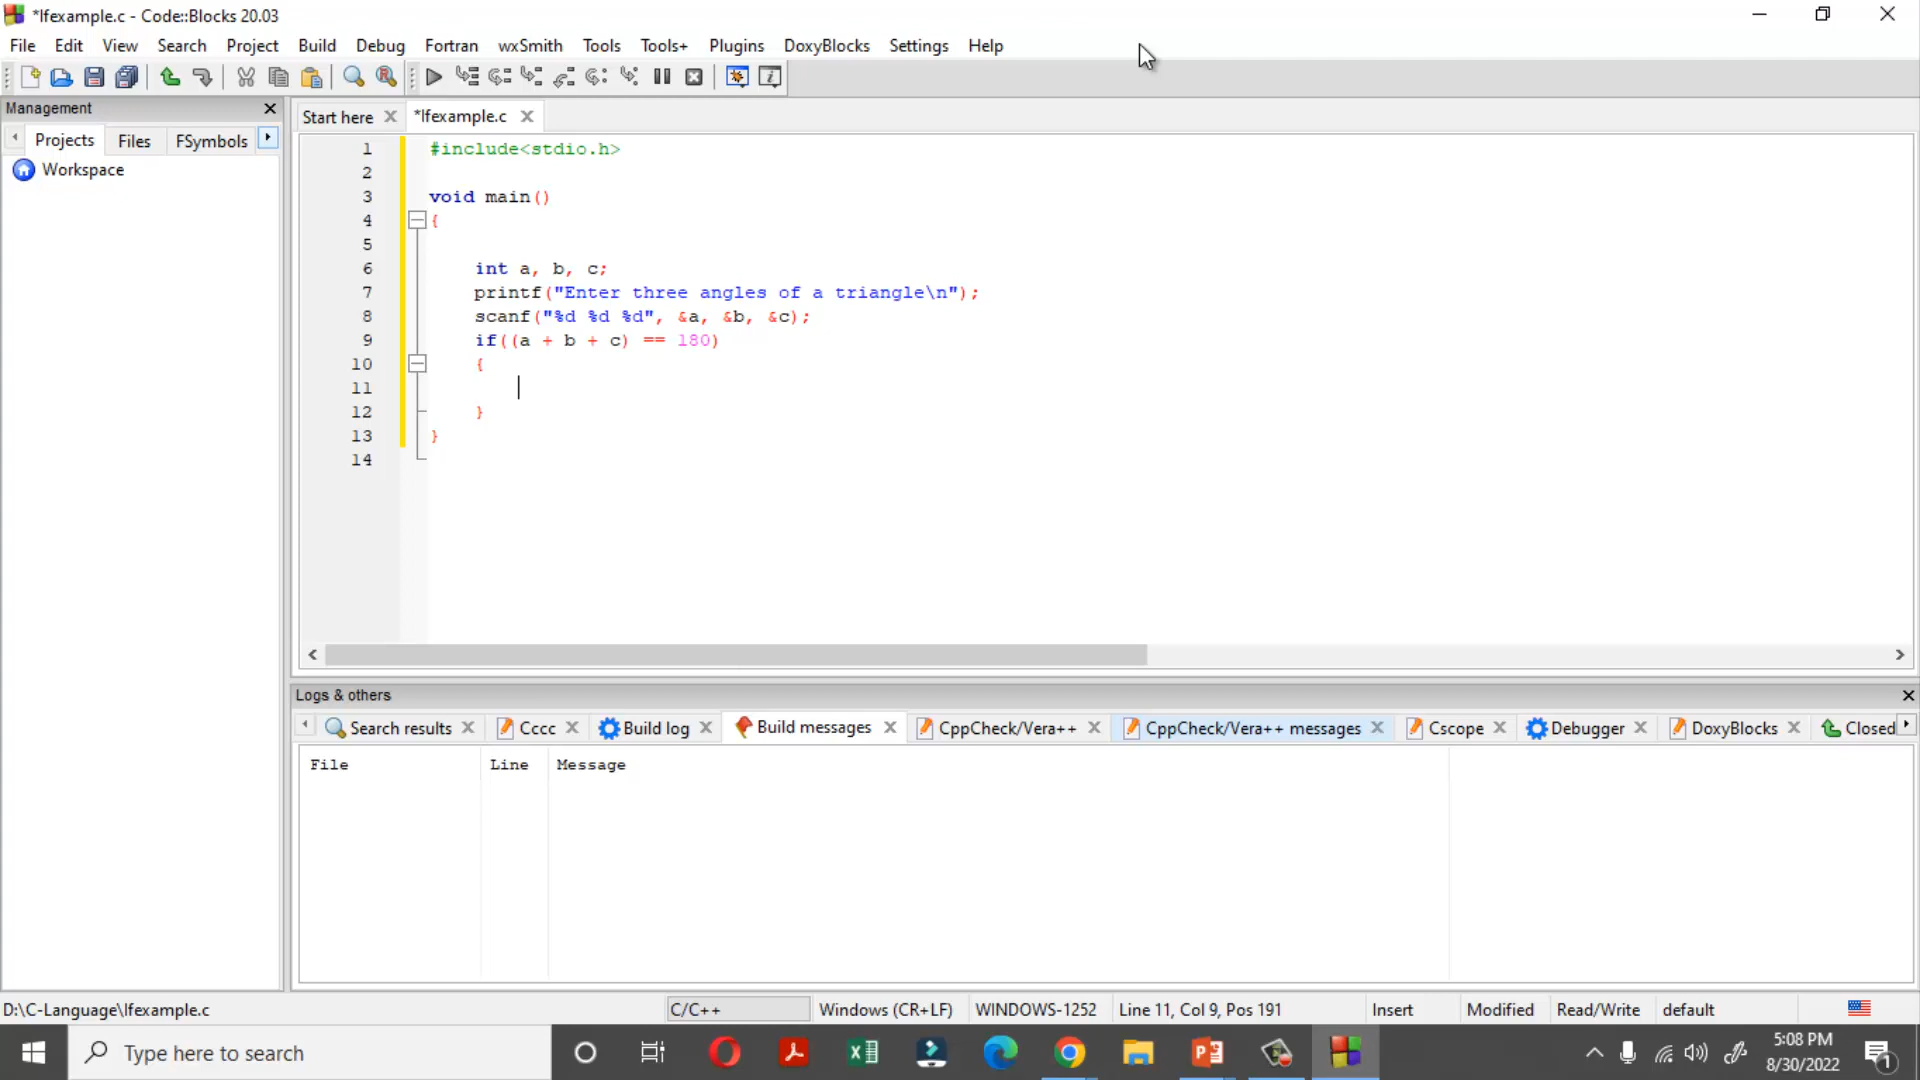 *Ifexample.c - Code::Blocks 20.03
File Edit View Search Project Build Debug Fortran wxSmith Tools Tools+ Plugins DoxyBlocks Settings Help
Management
Projects Files FSymbols
Workspace
Start here *Ifexample.c
1 #include<stdio.h>
2
3 void main()
4 {
5
6 int a, b, c;
7 printf("Enter three angles of a triangle\n");
8 scanf("%d %d %d", &a, &b, &c);
9 if((a + b + c) == 180)
10 {
11
12 }
13 }
14
Logs & others
Search results Cccc Build log Build messages CppCheck/Vera++ CppCheck/Vera++ messages Cscope Debugger DoxyBlocks Closed
File Line Message
D:\C-Language\Ifexample.c C/C++ Windows (CR+LF) WINDOWS-1252 Line 11, Col 9, Pos 191 Insert Modified Read/Write default
Type here to search
5:08 PM
8/30/2022
1